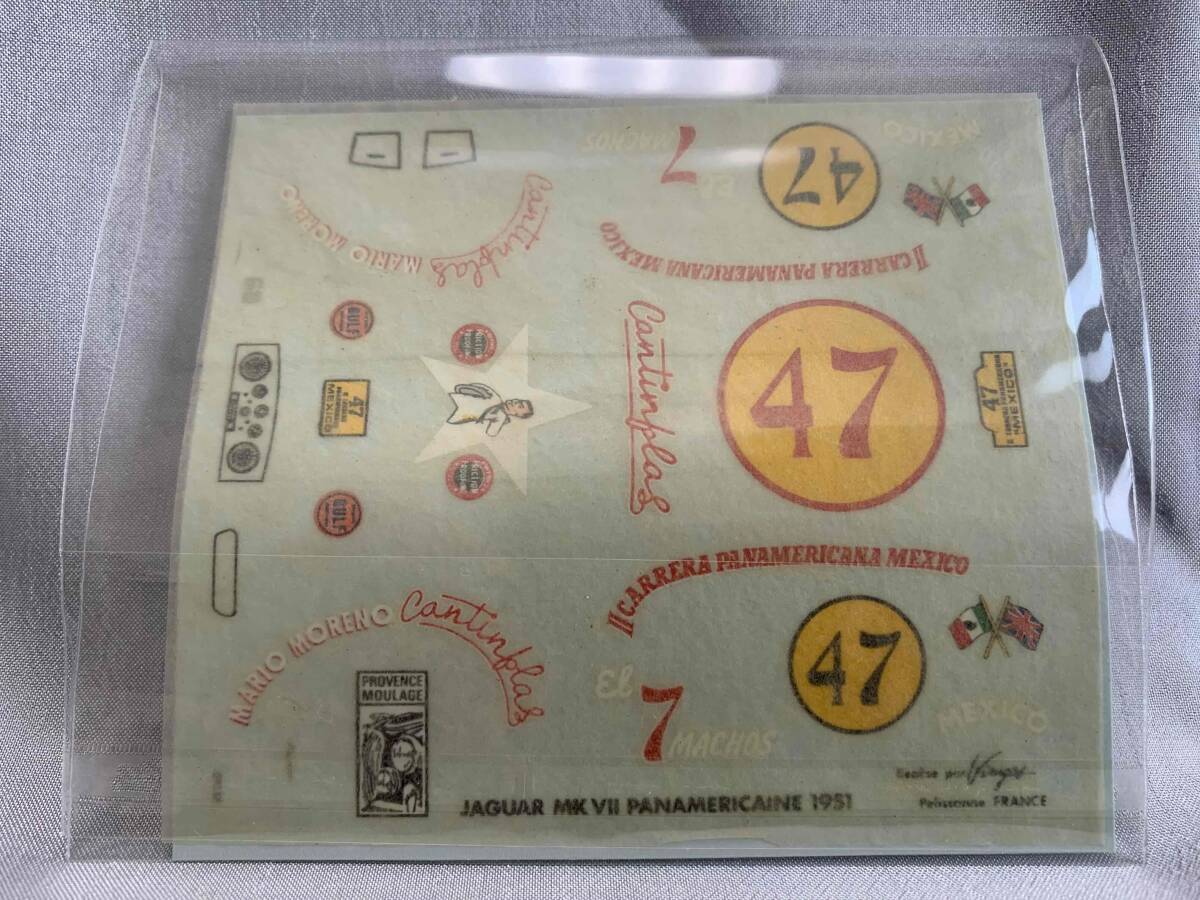 MEXICO
El
7
MACHOS
47
II CARRERA PANAMERICANA MEXICO
Cantinflas
MARIO MORENO
GULF
GULF
47
MEXICO
Cantinflas
47
47
MEXICO
MARIO MORENO
Cantinflas
II CARRERA PANAMERICANA MEXICO
47
El
7
MACHOS
MEXICO
PROVENCE
MOULAGE
JAGUAR MK VII PANAMERICAINE 1951
Pelissanne FRANCE